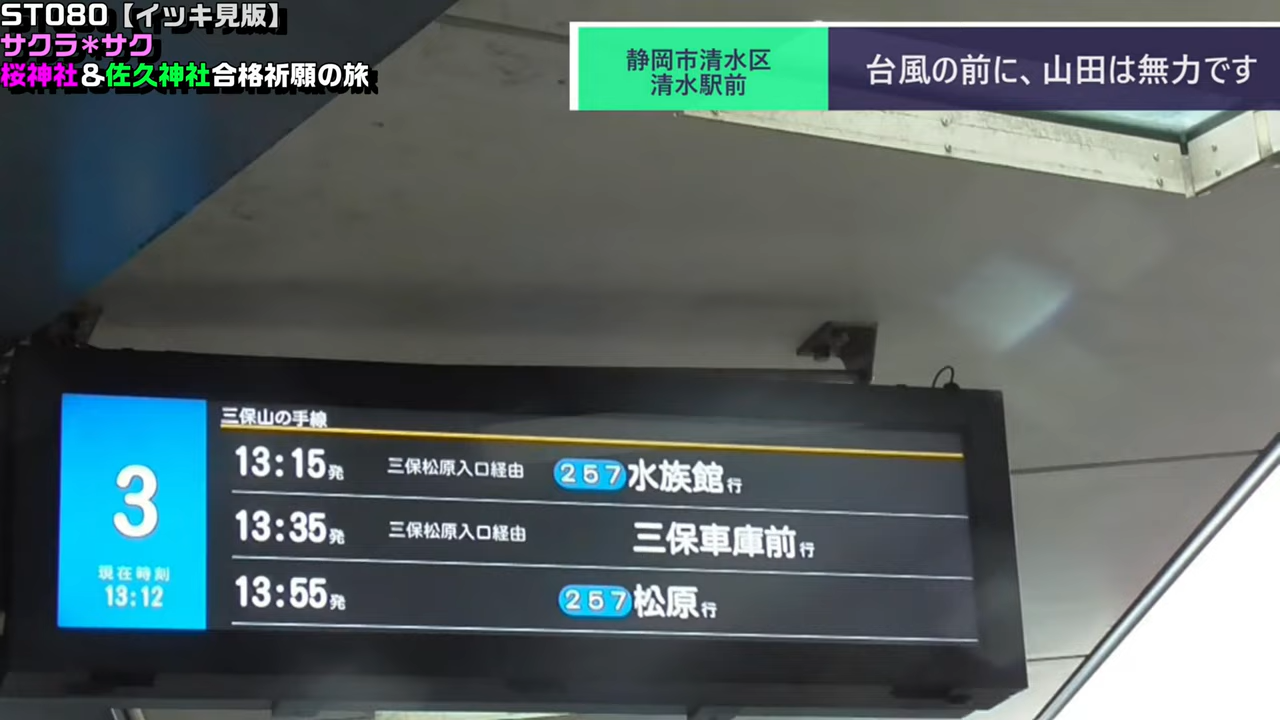 ST080【イッキ見版】
サクラ*サク
桜神社&佐久神社合格祈願の旅
静岡市清水区
清水駅前
台風の前に、山田は無力です
3
現在時刻
13:12
三保山の手線
13:15発 三保松原入口経由 257 水族館行
13:35発 三保松原入口経由 三保車庫前行
13:55発 257 松原行